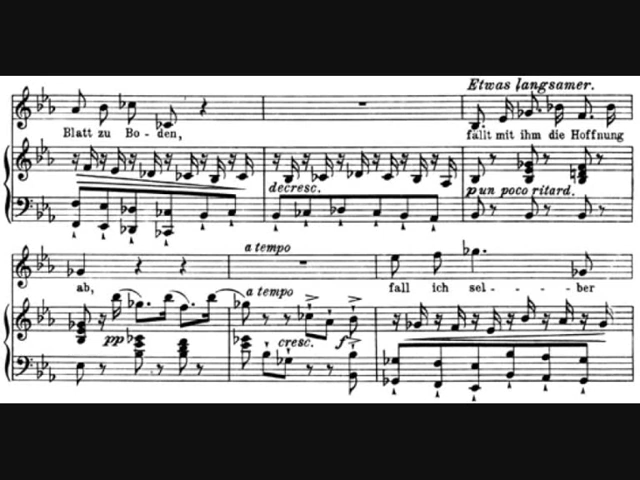 Etwas langsamer.
Blatt zu Bo - den, fällt mit ihm die Hoffnung
decresc. p un poco ritard.
a tempo
ab, fall ich sel - - - ber
a tempo
pp cresc. f